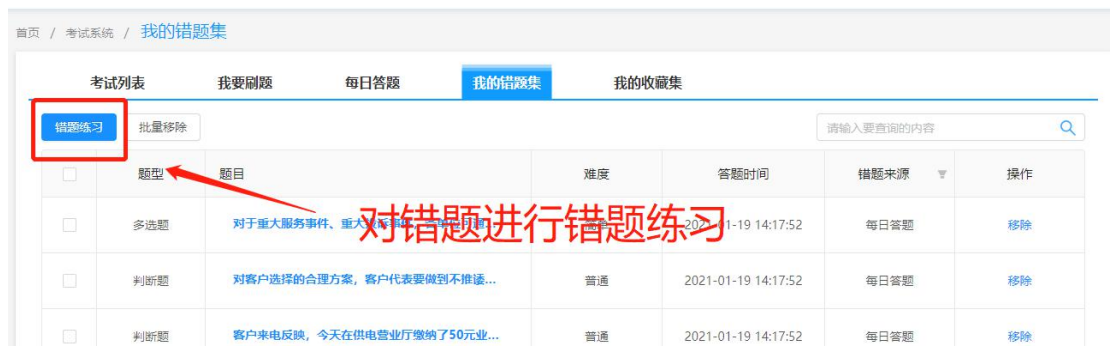 首页 / 考试系统 / 我的错题集
考试列表 我要刷题 每日答题 我的错题集 我的收藏集
错题练习 批量移除 请输入要查询的内容
题型 题目 难度 答题时间 错题来源 操作
对错题进行错题练习
多选题 对于重大服务事件、重大 2021-01-19 14:17:52 每日答题 移除
判断题 对客户选择的合理方案，客户代表要做到不推诿... 普通 2021-01-19 14:17:52 每日答题 移除
判断题 客户来电反映，今天在供电营业厅缴纳了50元业... 普通 2021-01-19 14:17:52 每日答题 移除